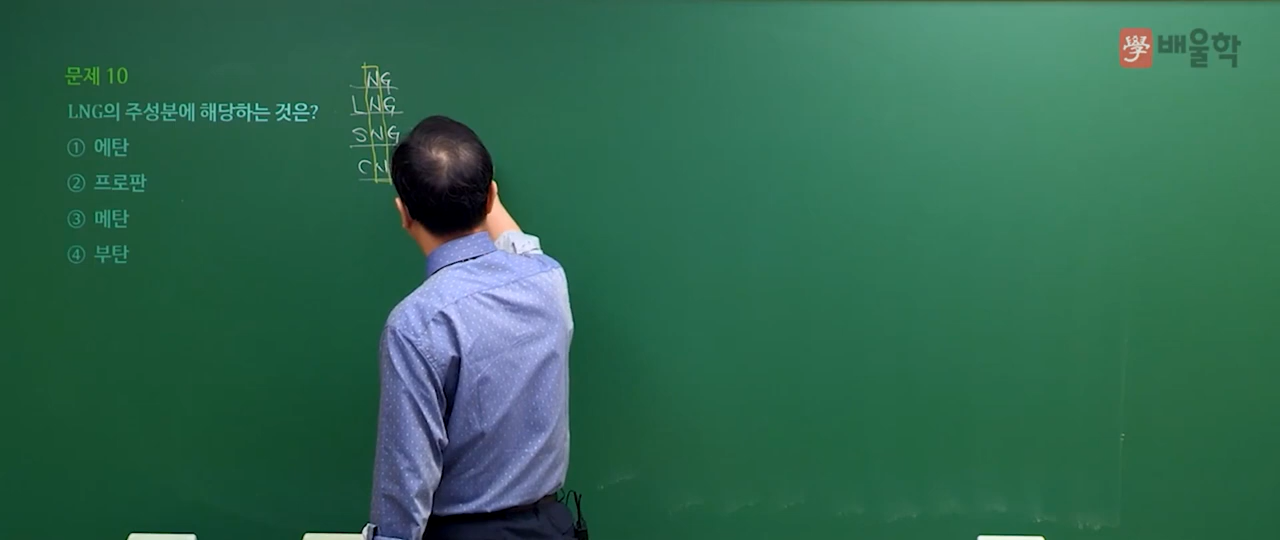 문제 10
LNG의 주성분에 해당하는 것은?
① 에탄
② 프로판
③ 메탄
④ 부탄
NG
LNG
SNG
CN
學 배울학